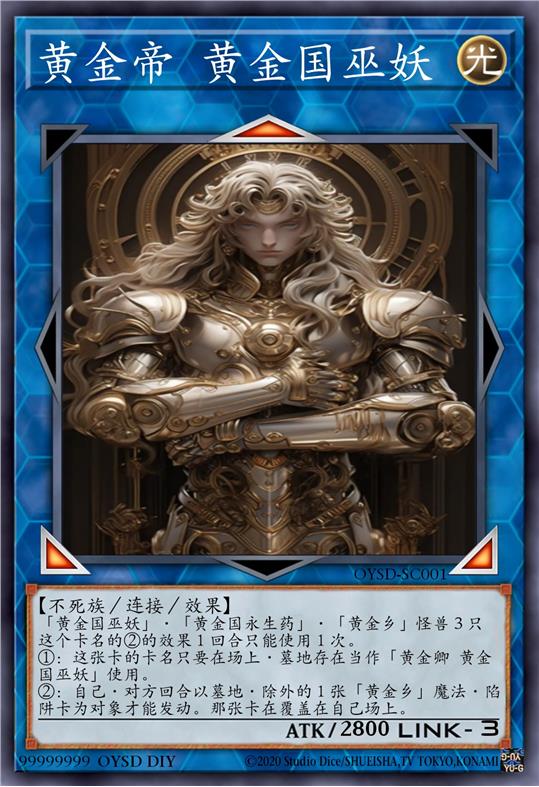 黄金帝 黄金国巫妖
光
OYSD-SC001
【不死族／连接／效果】
「黄金国巫妖」·「黄金国永生药」·「黄金乡」怪兽３只
这个卡名的②的效果１回合只能使用１次。
①：这张卡的卡名只要在场上·墓地存在当作「黄金卿 黄金
国巫妖」使用。
②：自己·对方回合以墓地·除外的１张「黄金乡」魔法·陷
阱卡为对象才能发动。那张卡在覆盖在自己场上。
ATK/2800 LINK-3
99999999 OYSD DIY ©2020 Studio Dice/SHUEISHA,TV TOKYO,KONAMI